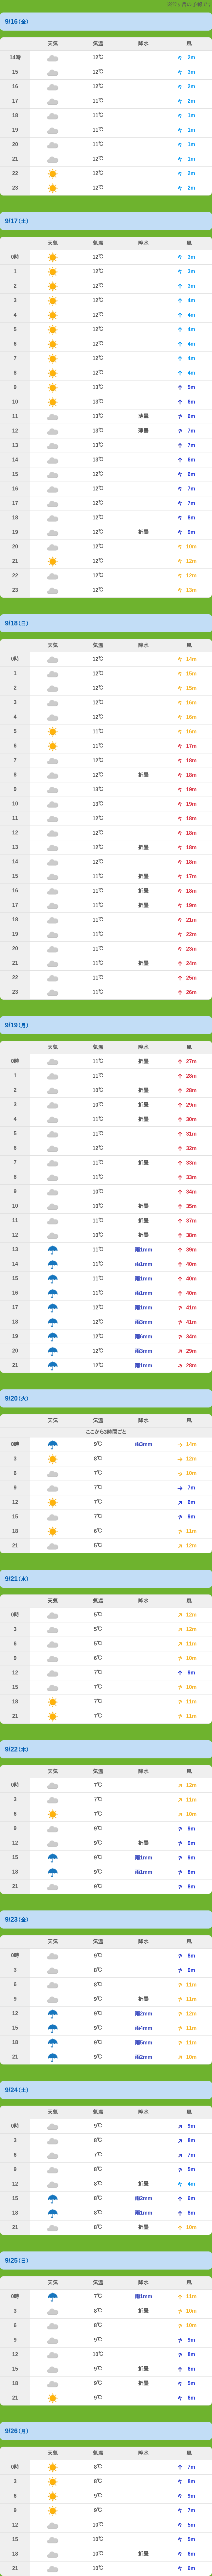 9/16(金)
天気 気温 降水 風
14時 12℃ 2m
15 12℃ 3m
16 12℃ 2m
17 11℃ 2m
18 11℃ 1m
19 11℃ 1m
20 11℃ 1m
21 12℃ 1m
22 12℃ 2m
23 12℃ 2m
9/17(土)
天気 気温 降水 風
0時 12℃ 3m
1 12℃ 3m
2 12℃ 3m
3 12℃ 4m
4 12℃ 4m
5 12℃ 4m
6 12℃ 4m
7 12℃ 4m
8 12℃ 4m
9 13℃ 5m
10 13℃ 6m
11 13℃ 薄曇 6m
12 13℃ 薄曇 7m
13 13℃ 7m
14 13℃ 6m
15 12℃ 6m
16 12℃ 7m
17 12℃ 7m
18 12℃ 8m
19 12℃ 折曇 9m
20 12℃ 10m
21 12℃ 12m
22 12℃ 12m
23 12℃ 13m
9/18(日)
天気 気温 降水 風
0時 12℃ 14m
1 12℃ 15m
2 12℃ 15m
3 12℃ 16m
4 12℃ 16m
5 11℃ 16m
6 11℃ 17m
7 12℃ 18m
8 12℃ 折曇 18m
9 13℃ 19m
10 13℃ 19m
11 12℃ 18m
12 12℃ 18m
13 12℃ 折曇 18m
14 12℃ 18m
15 11℃ 折曇 17m
16 11℃ 折曇 18m
17 11℃ 折曇 19m
18 11℃ 21m
19 11℃ 22m
20 11℃ 23m
21 11℃ 折曇 24m
22 11℃ 25m
23 11℃ 26m
9/19(月)
天気 気温 降水 風
0時 11℃ 折曇 27m
1 11℃ 28m
2 10℃ 折曇 28m
3 10℃ 折曇 29m
4 11℃ 折曇 30m
5 11℃ 31m
6 12℃ 32m
7 11℃ 折曇 33m
8 11℃ 33m
9 10℃ 34m
10 10℃ 折曇 35m
11 11℃ 折曇 37m
12 10℃ 折曇 38m
13 11℃ 雨1mm 39m
14 11℃ 雨1mm 40m
15 11℃ 雨1mm 40m
16 11℃ 雨1mm 40m
17 12℃ 雨1mm 41m
18 12℃ 雨3mm 41m
19 12℃ 雨6mm 34m
20 12℃ 雨3mm 29m
21 12℃ 雨1mm 28m
9/20(火)
天気 気温 降水 風
ここから3時間ごと
0時 9℃ 雨3mm 14m
3 8℃ 12m
6 7℃ 10m
9 7℃ 7m
12 7℃ 6m
15 7℃ 9m
18 6℃ 11m
21 5℃ 12m
9/21(水)
天気 気温 降水 風
0時 5℃ 12m
3 5℃ 12m
6 5℃ 11m
9 6℃ 10m
12 7℃ 9m
15 7℃ 10m
18 7℃ 11m
21 7℃ 11m
9/22(木)
天気 気温 降水 風
0時 7℃ 12m
3 7℃ 11m
6 7℃ 10m
9 9℃ 9m
12 9℃ 折曇 9m
15 9℃ 雨1mm 9m
18 9℃ 雨1mm 8m
21 9℃ 8m
9/23(金)
天気 気温 降水 風
0時 9℃ 8m
3 9℃ 9m
6 8℃ 11m
9 9℃ 折曇 11m
12 9℃ 雨2mm 12m
15 9℃ 雨4mm 11m
18 9℃ 雨5mm 11m
21 9℃ 雨2mm 10m
9/24(土)
天気 気温 降水 風
0時 9℃ 9m
3 8℃ 8m
6 7℃ 7m
9 8℃ 5m
12 8℃ 折曇 4m
15 8℃ 雨2mm 6m
18 8℃ 雨1mm 8m
21 8℃ 折曇 10m
9/25(日)
天気 気温 降水 風
0時 7℃ 雨1mm 11m
3 8℃ 折曇 10m
6 8℃ 10m
9 9℃ 9m
12 10℃ 8m
15 9℃ 折曇 6m
18 9℃ 折曇 5m
21 9℃ 6m
9/26(月)
天気 気温 降水 風
0時 8℃ 7m
3 8℃ 8m
6 9℃ 9m
9 9℃ 7m
12 10℃ 5m
15 10℃ 5m
18 10℃ 折曇 6m
21 10℃ 6m